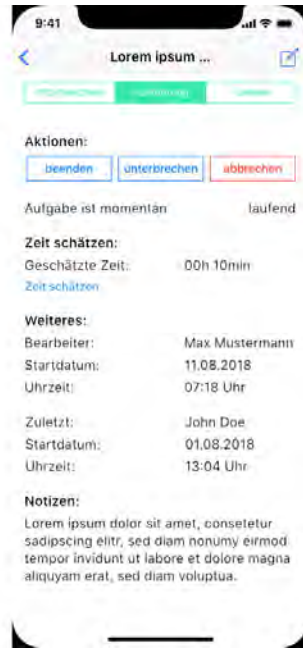 9:41
Lorem ipsum ...
Aktionen:
beenden unterbrechen abbrechen
Aufgabe ist momentan laufend
Zeit schätzen:
Geschätzte Zeit: 00h 10min
Zeit schätzen
Weiteres:
Bearbeiter: Max Mustermann
Startdatum: 11.08.2018
Uhrzeit: 07:18 Uhr
Zuletzt: John Doe
Startdatum: 01.08.2018
Uhrzeit: 13:04 Uhr
Notizen:
Lorem ipsum dolor sit amet, consetetur
sadipscing elitr, sed diam nonumy eirmod
tempor invidunt ut labore et dolore magna
aliquyam erat, sed diam voluptua.